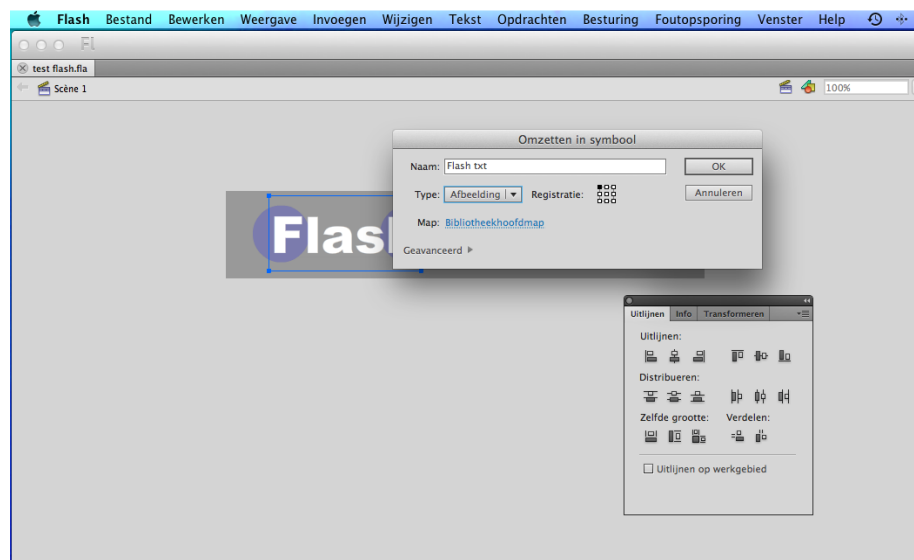 Flash Bestand Bewerken Weergave Invoegen Wijzigen Tekst Opdrachten Besturing Foutopsporing Venster Help
Fl
test flash.fla
Scène 1
100%
Omzetten in symbool
Naam: Flash txt
OK
Type: Afbeelding
Registratie:
Annuleren
Map: Bibliotheekhoofdmap
Geavanceerd
Flas
Uitlijnen Info Transformeren
Uitlijnen:
Distribueren:
Zelfde grootte: Verdelen:
Uitlijnen op werkgebied